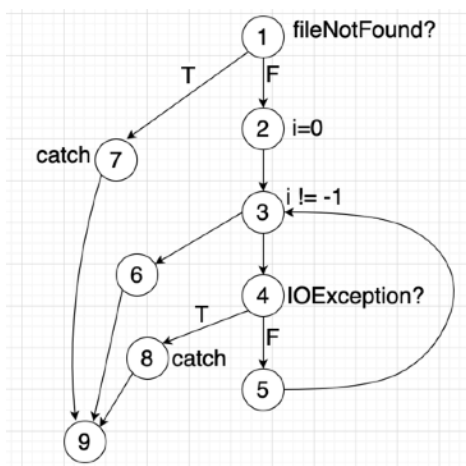 1 fileNotFound?
T F
2 i=0
catch 7
3 i != -1
6
4 IOException?
T F
8 catch
5
9